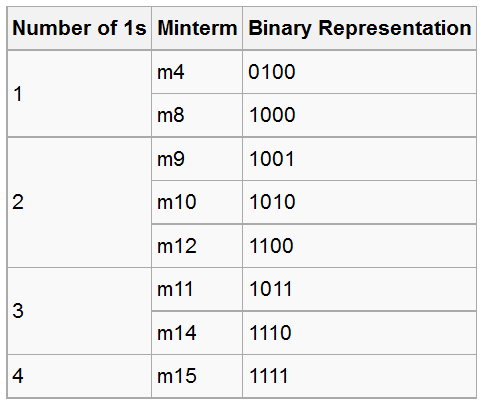 Number of 1s Minterm Binary Representation
1 m4 0100
m8 1000
2 m9 1001
m10 1010
m12 1100
3 m11 1011
m14 1110
4 m15 1111